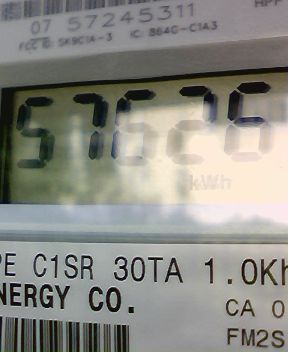 07 57245311
FCC ID: SK9C1A-3 IC: 864G-C1A3
57626
kWh
PE C1SR 30TA 1.0Kh
NERGY CO.
CA 0
FM2S